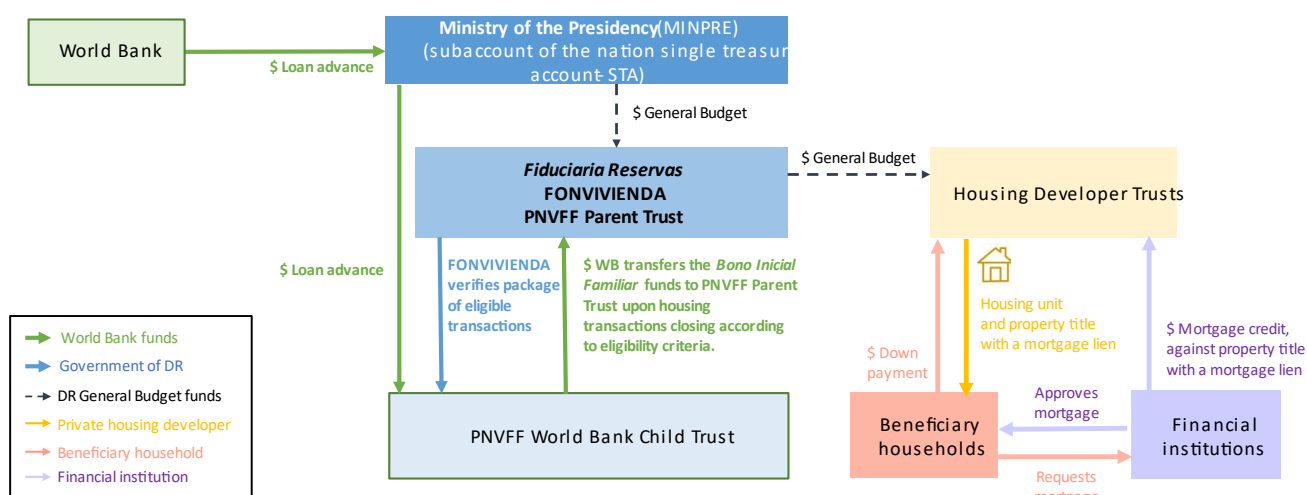 World Bank
$ Loan advance
Ministry of the Presidency(MINPRE)
(subaccount of the nation single treasur
account- STA)
$ General Budget
$ General Budget
Fiduciaria Reservas
FONVIVIENDA
PNVFF Parent Trust
Housing Developer Trusts
$ Loan advance
FONVIVIENDA
verifies package
of eligible
transactions
$ WB transfers the Bono Inicial
Familiar funds to PNVFF Parent
Trust upon housing
transactions closing according
to eligibility criteria.
Housing unit
and property title
with a mortgage lien
$ Mortgage credit,
against property title
with a mortgage lien
$ Down
payment
Approves
mortgage
World Bank funds
Government of DR
DR General Budget funds
Private housing developer
Beneficiary household
Financial institution
PNVFF World Bank Child Trust
Beneficiary
households
Financial
institutions
Requests
mortgage